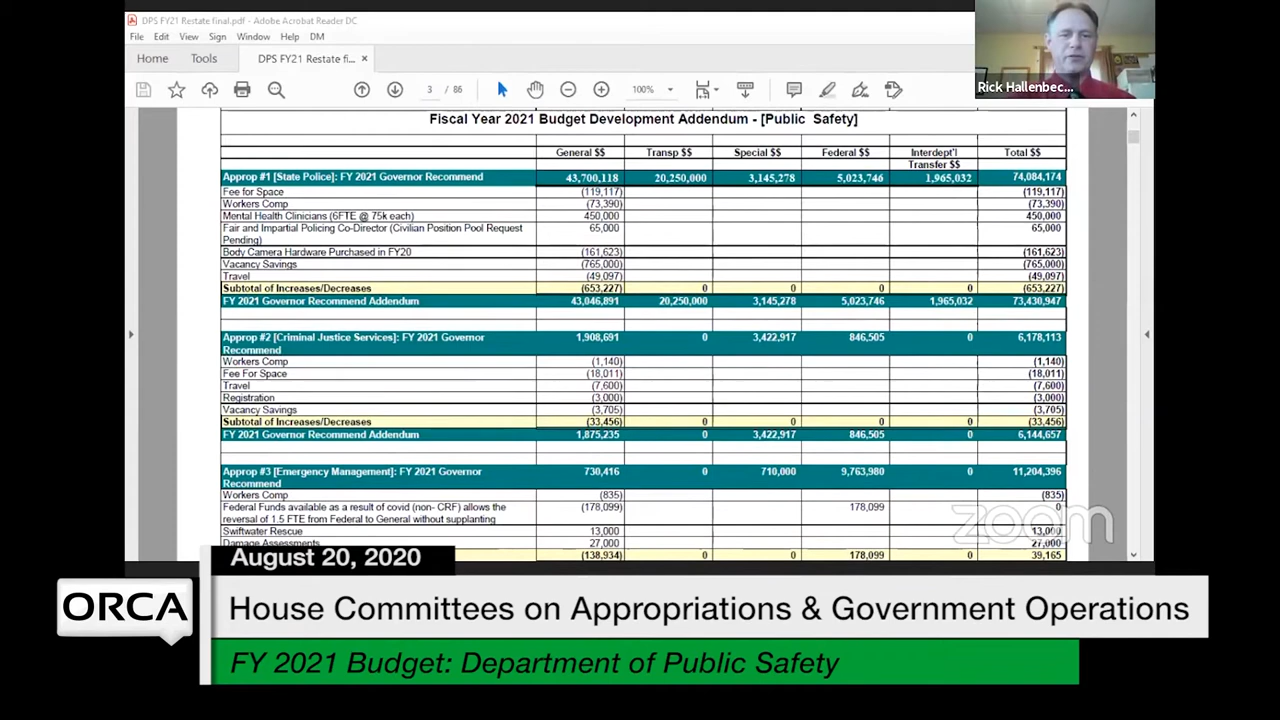 DPS FY21 Restate final.pdf - Adobe Acrobat Reader DC
File Edit View Sign Window Help DM
Home Tools DPS FY21 Restate fi... ×
3 / 86 100%
Rick Hallenbec...
Fiscal Year 2021 Budget Development Addendum - [Public Safety]
General $$ Transp $$ Special $$ Federal $$ Interdept'l Transfer $$ Total $$
Approp #1 [State Police]: FY 2021 Governor Recommend 43,700,118 20,250,000 3,145,278 5,023,746 1,965,032 74,084,174
Fee for Space (119,117) (119,117)
Workers Comp (73,390) (73,390)
Mental Health Clinicians (6FTE @ 75k each) 450,000 450,000
Fair and Impartial Policing Co-Director (Civilian Position Pool Request 65,000 65,000
Pending)
Body Camera Hardware Purchased in FY20 (161,623) (161,623)
Vacancy Savings (765,000) (765,000)
Travel (49,097) (49,097)
Subtotal of Increases/Decreases (653,227) 0 0 0 0 (653,227)
FY 2021 Governor Recommend Addendum 43,046,891 20,250,000 3,145,278 5,023,746 1,965,032 73,430,947
Approp #2 [Criminal Justice Services]: FY 2021 Governor 1,908,691 0 3,422,917 846,505 0 6,178,113
Recommend
Workers Comp (1,140) (1,140)
Fee For Space (18,011) (18,011)
Travel (7,600) (7,600)
Registration (3,000) (3,000)
Vacancy Savings (3,705) (3,705)
Subtotal of Increases/Decreases (33,456) 0 0 0 0 (33,456)
FY 2021 Governor Recommend Addendum 1,875,235 0 3,422,917 846,505 0 6,144,657
Approp #3 [Emergency Management]: FY 2021 Governor 730,416 0 710,000 9,763,980 0 11,204,396
Recommend
Workers Comp (835) (835)
Federal Funds available as a result of covid (non- CRF) allows the (178,099) 178,099 0
reversal of 1.5 FTE from Federal to General without supplanting
Swiftwater Rescue 13,000 13,000
Damage Assessments 27,000 27,000
(138,934) 0 0 178,099 0 39,165
zoom
August 20, 2020
ORCA
House Committees on Appropriations & Government Operations
FY 2021 Budget: Department of Public Safety